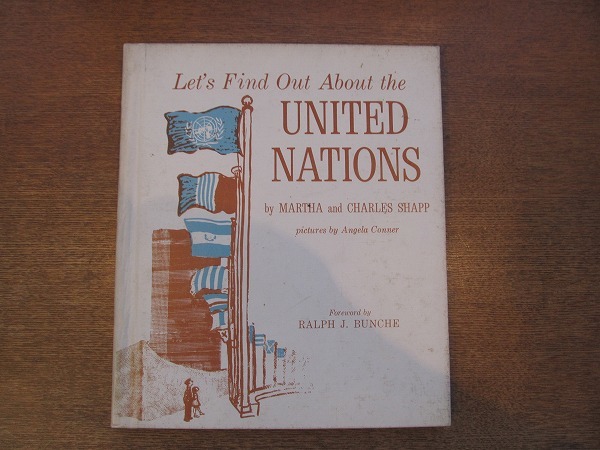 Let's Find Out About the
UNITED
NATIONS
by MARTHA and CHARLES SHAPP
pictures by Angela Conner
Foreword by
RALPH J. BUNCHE